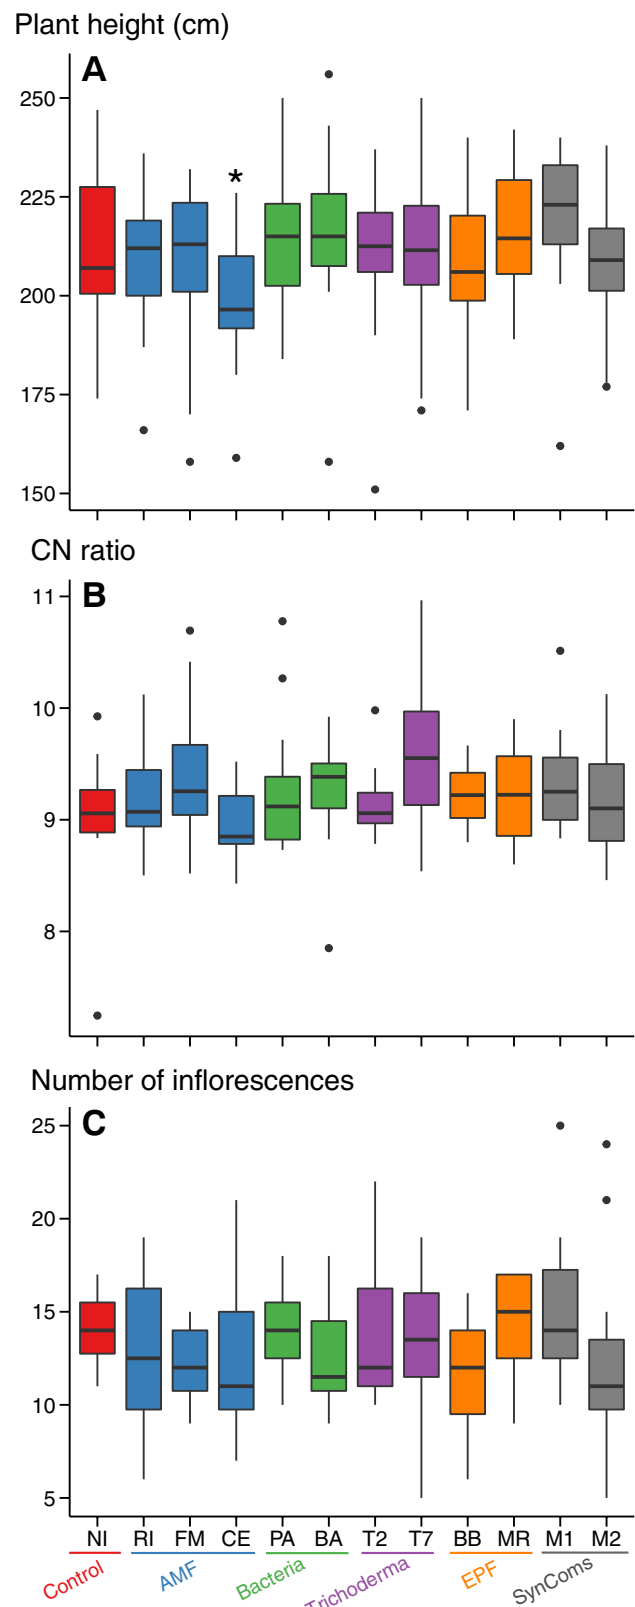 Plant height (cm)
A
250
*
225
200
175
150
CN ratio
B
11
10
9
8
Number of inflorescences
C
25
20
15
10
5
NI RI FM CE PA BA T2 T7 BB MR M1 M2
Control AMF Bacteria Trichoderma EPF SynComs